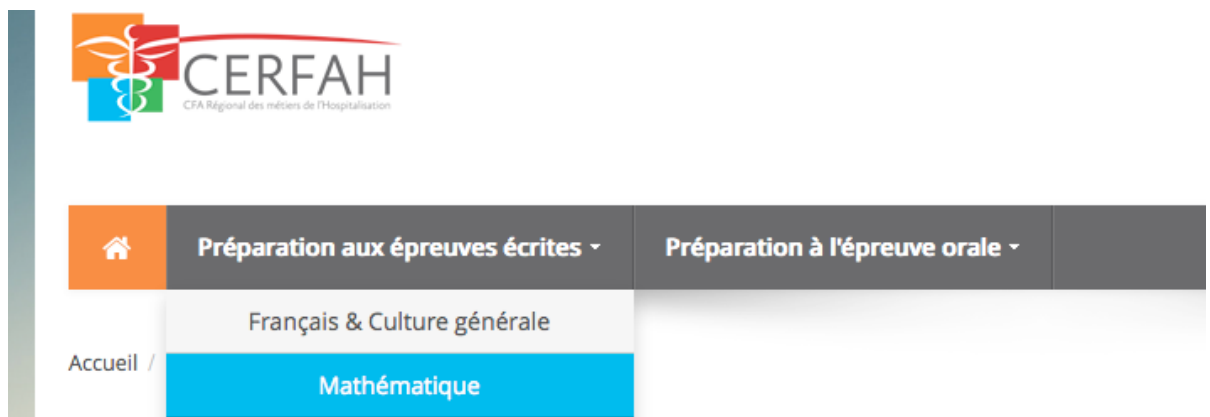 CERFAH
CFA Régional des métiers de l'Hospitalisation
Préparation aux épreuves écrites
Préparation à l'épreuve orale
Français & Culture générale
Accueil /
Mathématique